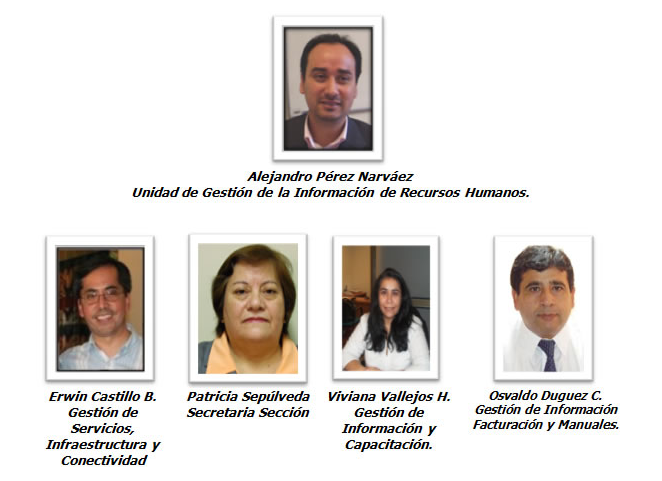 Alejandro Pérez Narváez
Unidad de Gestión de la Información de Recursos Humanos.
Erwin Castillo B.
Gestión de
Servicios,
Infraestructura y
Conectividad
Patricia Sepúlveda
Secretaria Sección
Viviana Vallejos H.
Gestión de
Información y
Capacitación.
Osvaldo Duguez C.
Gestión de Información
Facturación y Manuales.